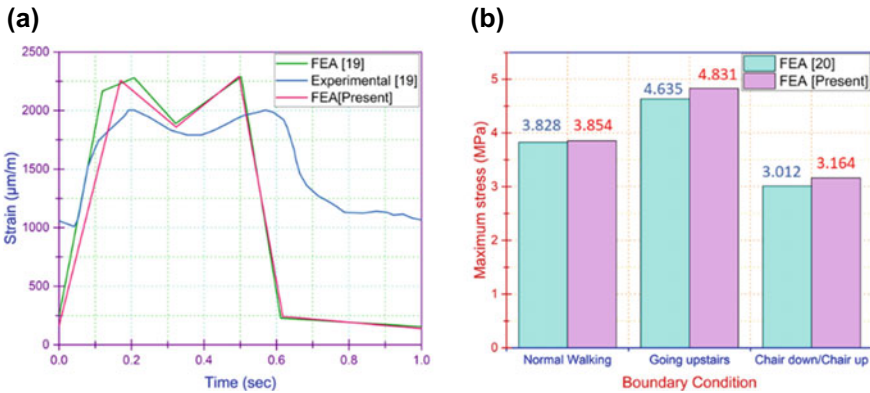 (a)
2500
2000
1500
1000
500
0
Strain (μm/m)
FEA [19]
Experimental [19]
FEA[Present]
0.0 0.2 0.4 0.6 0.8 1.0
Time (sec)
(b)
5
4
3
2
1
0
Maximum stress (MPa)
FEA [20]
FEA [Present]
3.828 3.854
4.635 4.831
3.012 3.164
Normal Walking Going upstairs Chair down/Chair up
Boundary Condition